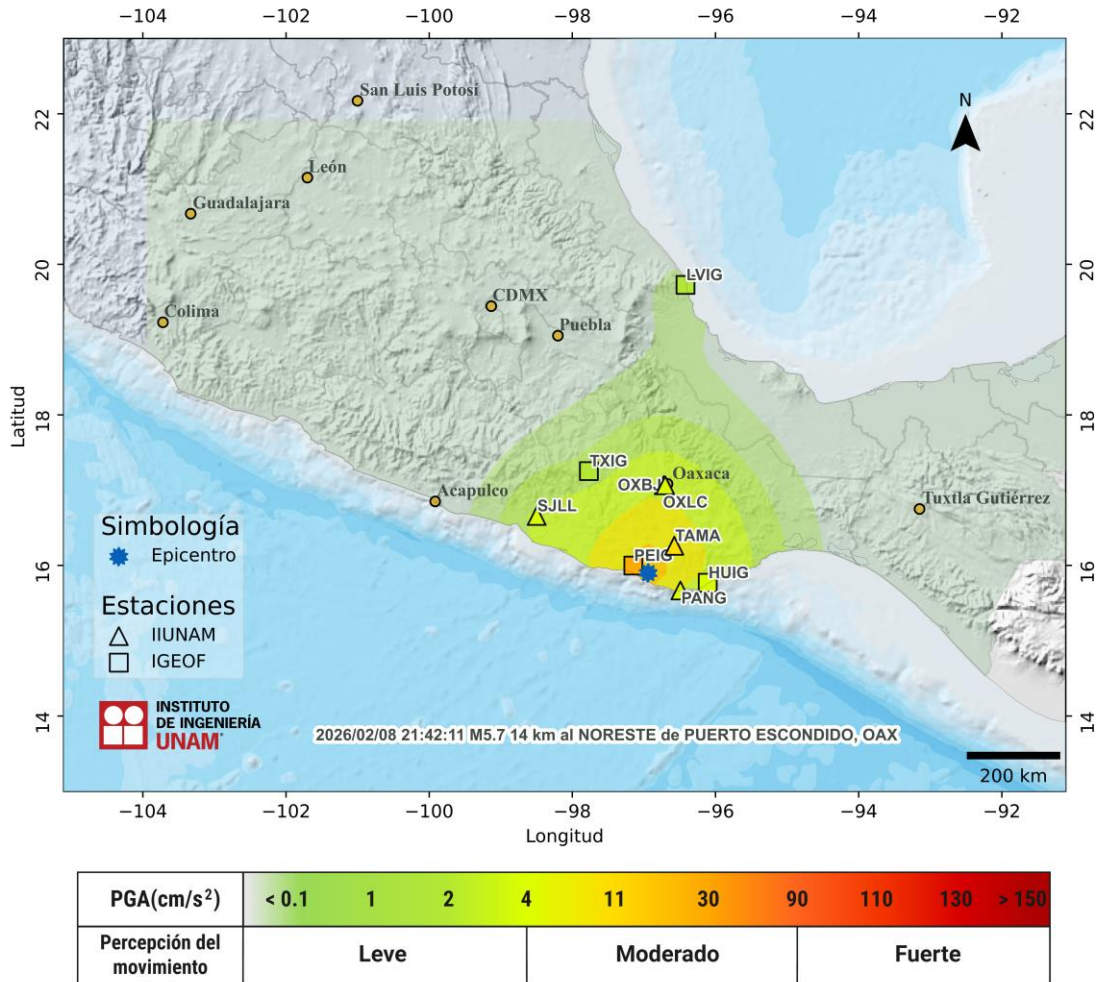 −104 −102 −100 −98 −96 −94 −92
N
San Luis Potosi
22 22
León
Guadalajara
20 20
LVIG
CDMX
Colima
Puebla
Latitud
18 18
TXIG
Oaxaca
OXBJ
Acapulco
OXLC
Tuxtla Gutiérrez
SJLL
TAMA
16 16
PEIG
HUIG
PANG
Simbología
Epicentro
Estaciones
IIUNAM
IGEOF
INSTITUTO
DE INGENIERÍA
UNAM
14 14
2026/02/08 21:42:11 M5.7 14 km al NORESTE de PUERTO ESCONDIDO, OAX
200 km
−104 −102 −100 −98 −96 −94 −92
Longitud
PGA(cm/s²) < 0.1 1 2 4 11 30 90 110 130 > 150
Percepción del
movimiento
Leve Moderado Fuerte